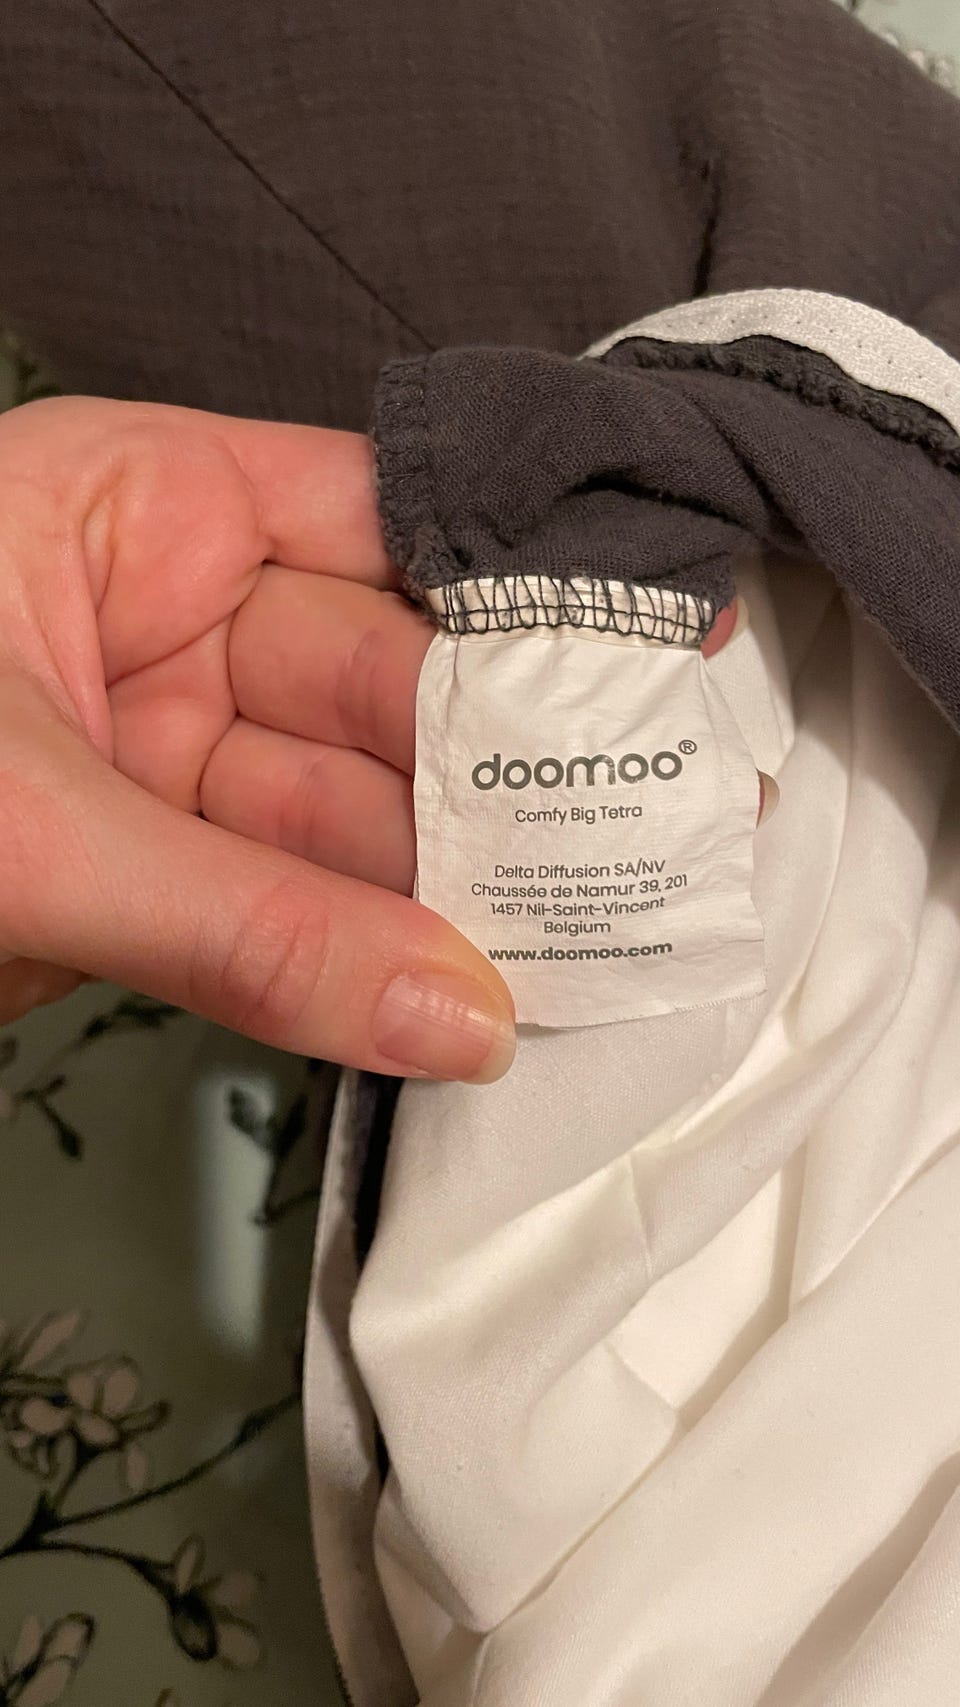 doomoo®
Comfy Big Tetra
Delta Diffusion SA/NV
Chaussée de Namur 39, 201
1457 Nil-Saint-Vincent
Belgium
www.doomoo.com